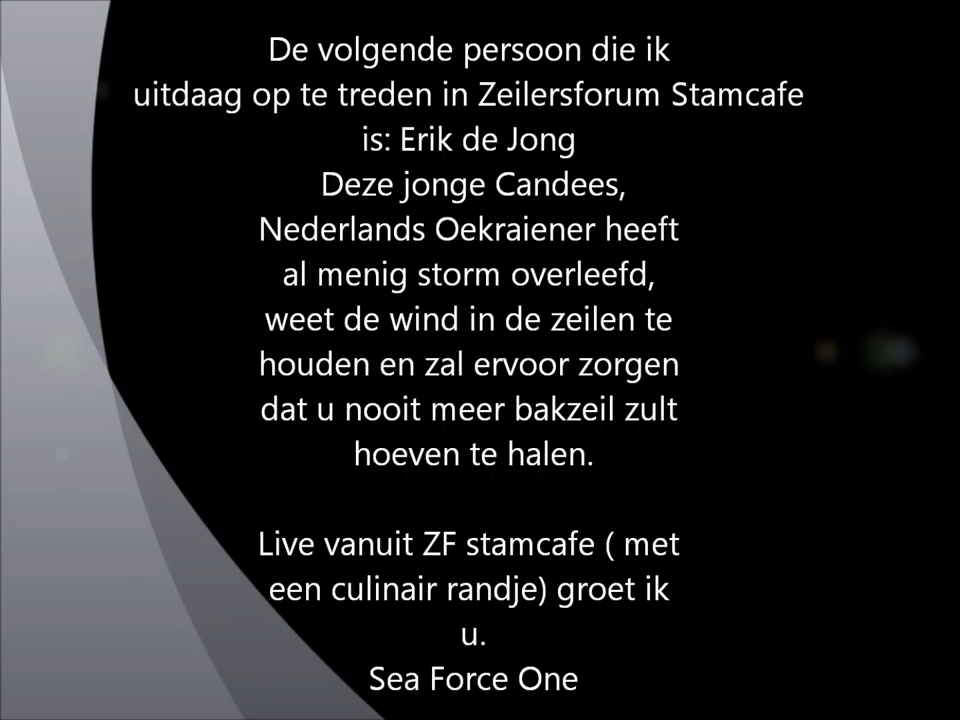 De volgende persoon die ik
uitdaag op te treden in Zeilersforum Stamcafe
is: Erik de Jong
Deze jonge Candees,
Nederlands Oekraiener heeft
al menig storm overleefd,
weet de wind in de zeilen te
houden en zal ervoor zorgen
dat u nooit meer bakzeil zult
hoeven te halen.
Live vanuit ZF stamcafe ( met
een culinair randje) groet ik
u.
Sea Force One